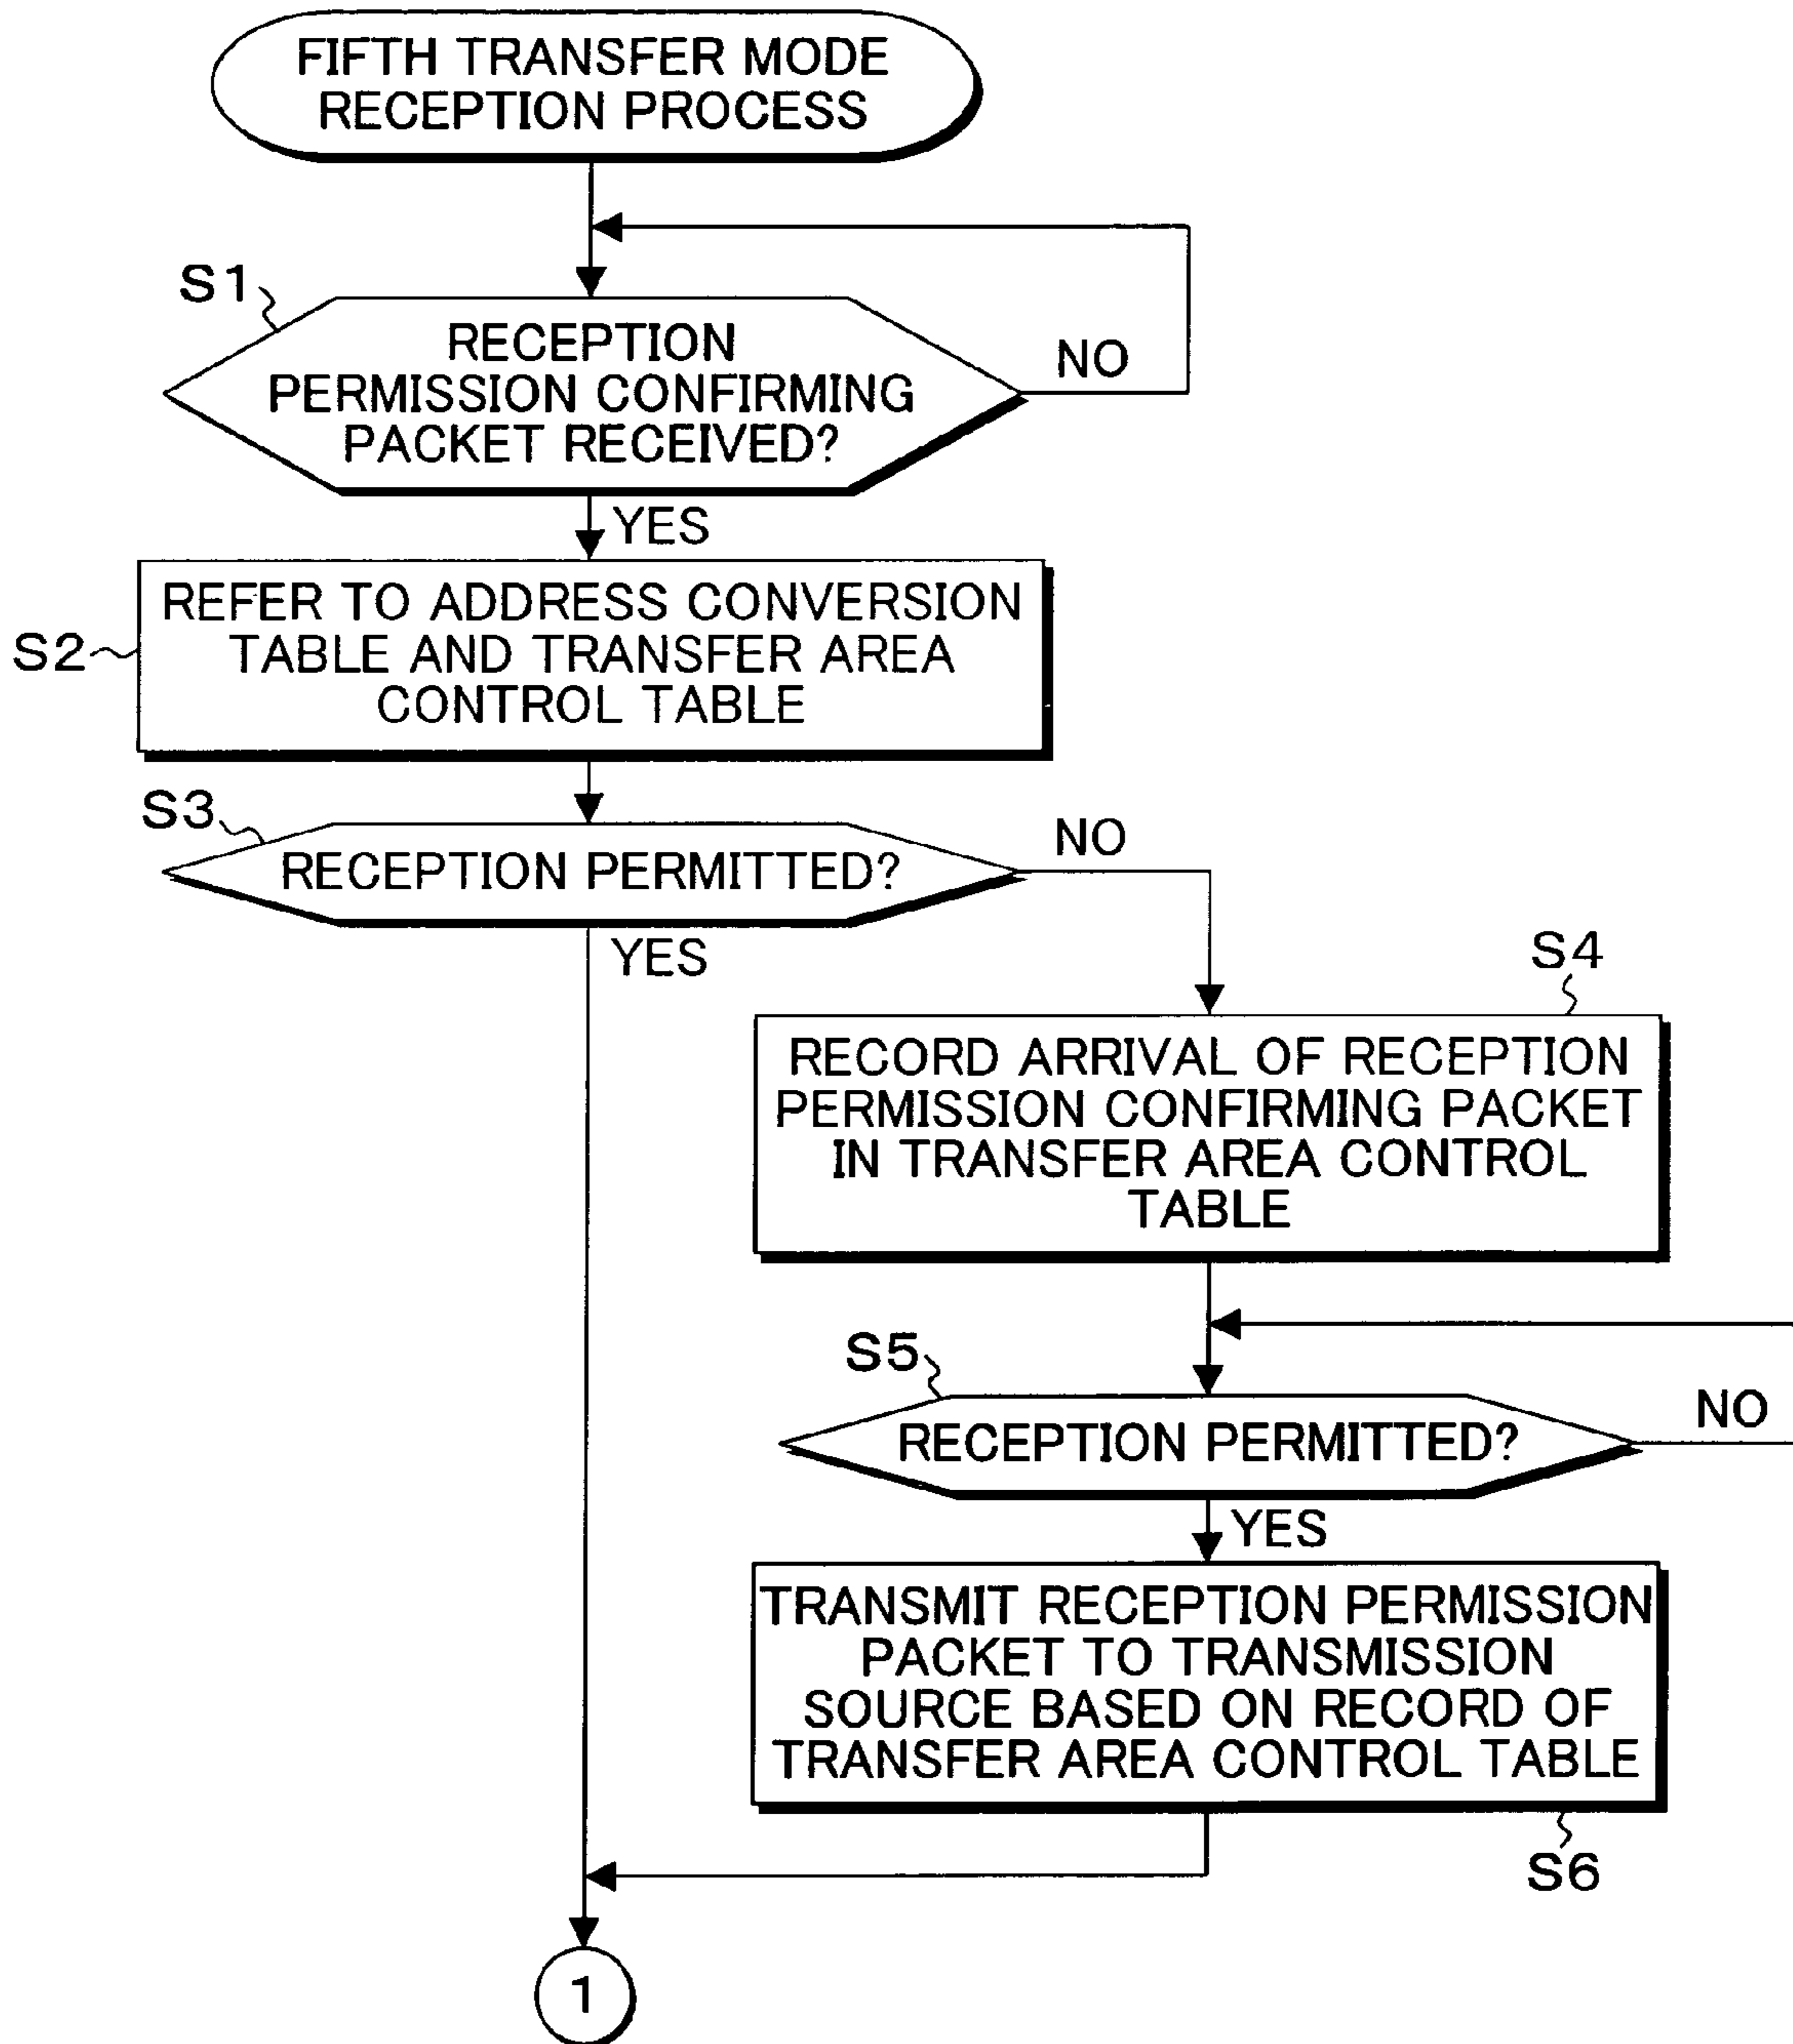 FIFTH TRANSFER MODE
RECEPTION PROCESS
S1
RECEPTION
PERMISSION CONFIRMING
PACKET RECEIVED?
NO
YES
S2
REFER TO ADDRESS CONVERSION
TABLE AND TRANSFER AREA
CONTROL TABLE
S3
RECEPTION PERMITTED?
NO
YES
S4
RECORD ARRIVAL OF RECEPTION
PERMISSION CONFIRMING PACKET
IN TRANSFER AREA CONTROL
TABLE
S5
RECEPTION PERMITTED?
NO
YES
TRANSMIT RECEPTION PERMISSION
PACKET TO TRANSMISSION
SOURCE BASED ON RECORD OF
TRANSFER AREA CONTROL TABLE
S6
1